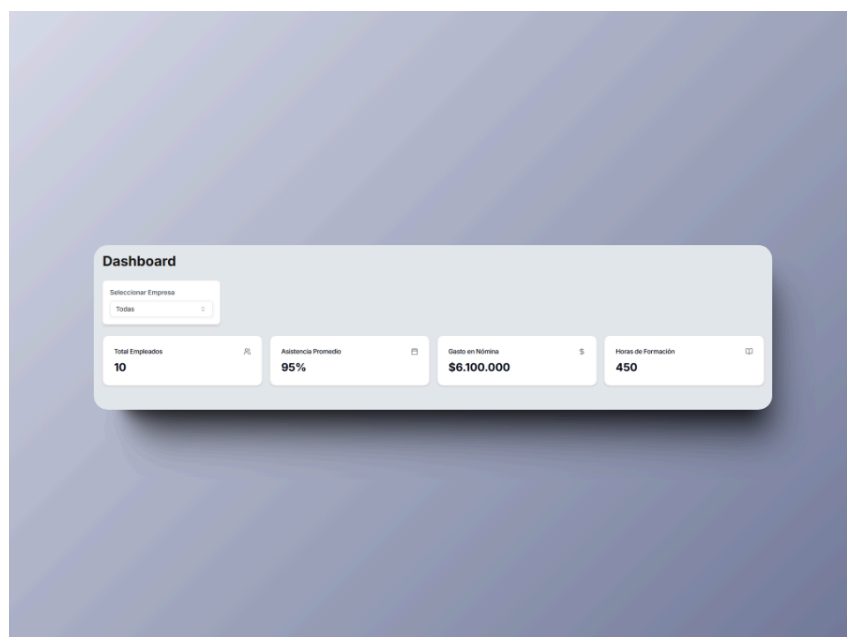 Dashboard
Seleccionar Empresa
Todas
Total Empleados
10
Asistencia Promedio
95%
Gasto en Nómina
$
$6.100.000
Horas de Formación
450